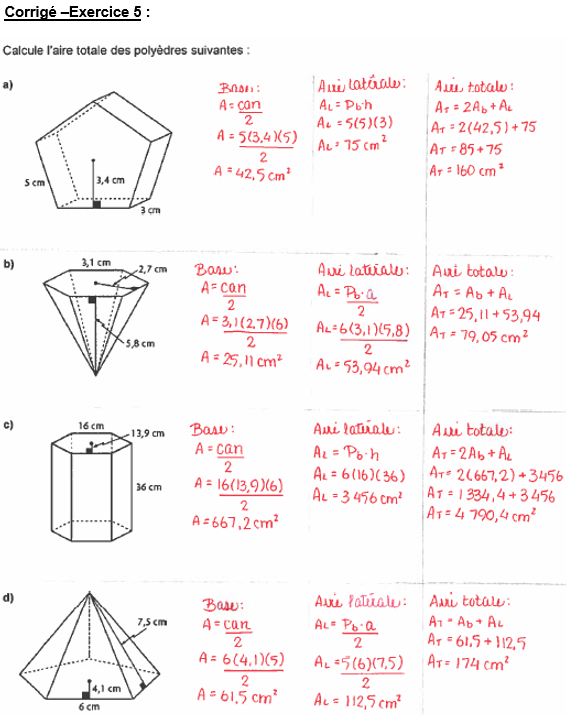 Corrigé –Exercice 5 :
Calcule l'aire totale des polyèdres suivantes :
a)
5 cm
3,4 cm
3 cm
Base:
A = can
2
A = 5(3,4)(5)
2
A = 42,5 cm²
Aire latérale:
AL = Pb·h
AL = 5(5)(3)
AL = 75 cm²
Aire totale:
AT = 2Ab + AL
AT = 2(42,5) + 75
AT = 85 + 75
AT = 160 cm²
b)
3,1 cm
2,7 cm
5,8 cm
Base:
A = can
2
A = 3,1(2,7)(6)
2
A = 25,11 cm²
Aire latérale:
AL = Pb·a
2
AL = 6(3,1)(5,8)
2
AL = 53,94 cm²
Aire totale:
AT = Ab + AL
AT = 25,11 + 53,94
AT = 79,05 cm²
c)
16 cm
13,9 cm
36 cm
Base:
A = can
2
A = 16(13,9)(6)
2
A = 667,2 cm²
Aire latérale:
AL = Pb·h
AL = 6(16)(36)
AL = 3 456 cm²
Aire totale:
AT = 2Ab + AL
AT = 2(667,2) + 3456
AT = 1 334,4 + 3456
AT = 4 790,4 cm²
d)
7,5 cm
4,1 cm
6 cm
Base:
A = can
2
A = 6(4,1)(5)
2
A = 61,5 cm²
Aire latérale:
AL = Pb·a
2
AL = 5(6)(7,5)
2
AL = 112,5 cm²
Aire totale:
AT = Ab + AL
AT = 61,5 + 112,5
AT = 174 cm²